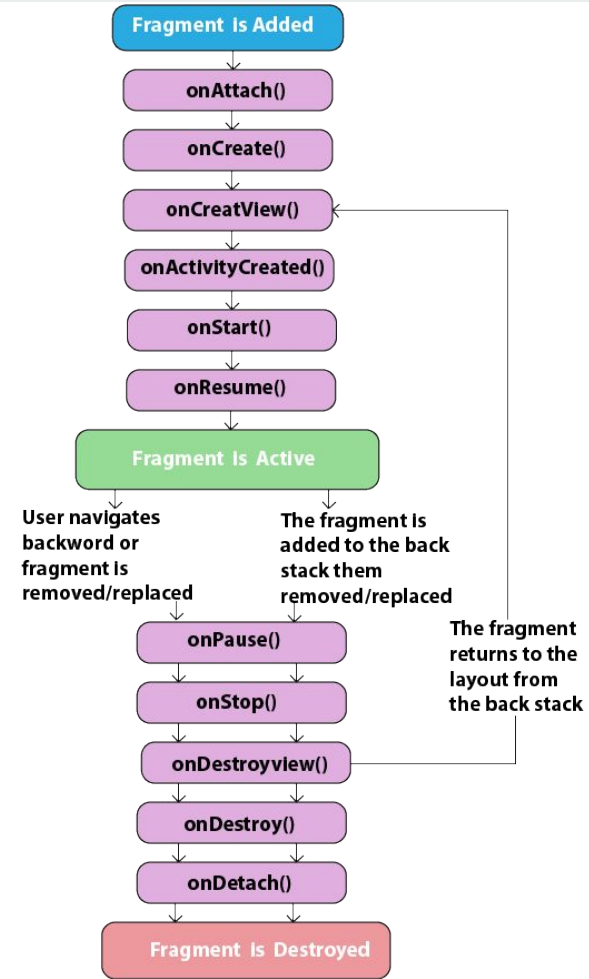 Fragment is Added
onAttach()
onCreate()
onCreatView()
onActivityCreated()
onStart()
onResume()
Fragment is Active
User navigates
backword or
fragment is
removed/replaced
The fragment is
added to the back
stack them
removed/replaced
onPause()
The fragment
returns to the
layout from
the back stack
onStop()
onDestroyview()
onDestroy()
onDetach()
Fragment is Destroyed